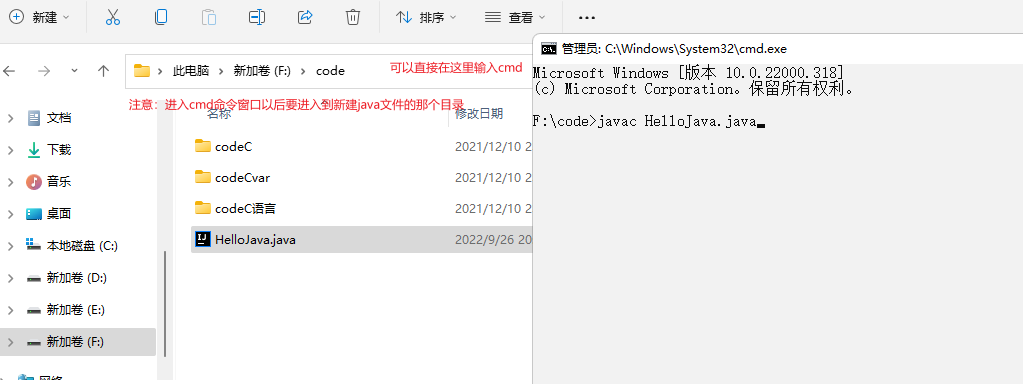 新建
排序
查看
此电脑 新加卷 (F:) code
可以直接在这里输入cmd
注意：进入cmd命令窗口以后要进入到新建java文件的那个目录
名称 修改日期
文档
下载
音乐
桌面
本地磁盘 (C:)
新加卷 (D:)
新加卷 (E:)
新加卷 (F:)
网络
codeC 2021/12/10 2
codeCvar 2021/12/10 2
codeC语言 2021/12/10 2
HelloJava.java 2022/9/26 20
管理员: C:\Windows\System32\cmd.exe
Microsoft Windows [版本 10.0.22000.318]
(c) Microsoft Corporation。保留所有权利。
F:\code>javac HelloJava.java